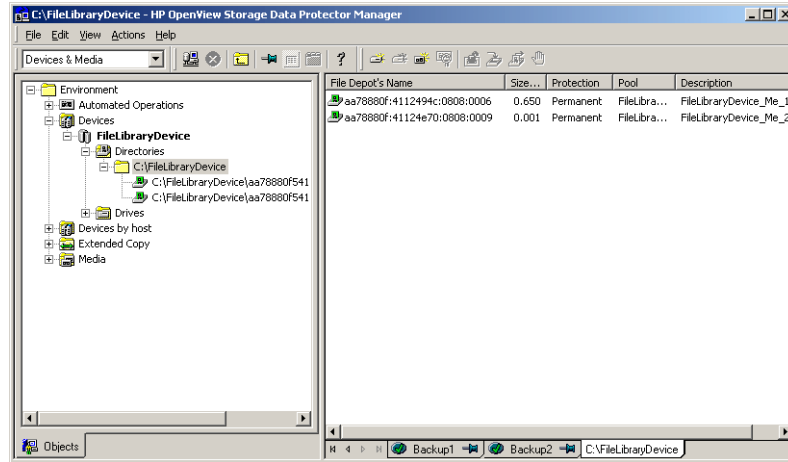 C:\FileLibraryDevice - HP OpenView Storage Data Protector Manager
File Edit View Actions Help
Devices & Media
Environment
Automated Operations
Devices
FileLibraryDevice
Directories
C:\FileLibraryDevice
C:\FileLibraryDevice\aa78880f541
C:\FileLibraryDevice\aa78880f541
Drives
Devices by host
Extended Copy
Media
Objects
File Depot's Name Size... Protection Pool Description
aa78880f:4112494c:0808:0006 0.650 Permanent FileLibra... FileLibraryDevice_Me_1
aa78880f:41124e70:0808:0009 0.001 Permanent FileLibra... FileLibraryDevice_Me_2
Backup1 Backup2 C:\FileLibraryDevice